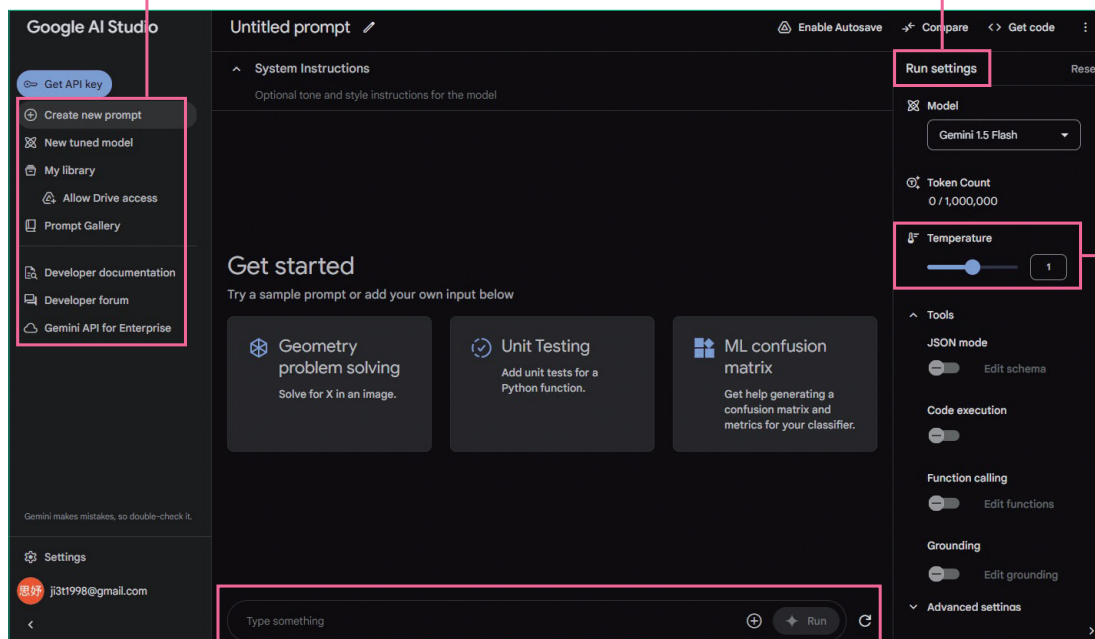 Google AI Studio
Get API key
Create new prompt
New tuned model
My library
Allow Drive access
Prompt Gallery
Developer documentation
Developer forum
Gemini API for Enterprise
Gemini makes mistakes, so double-check it.
Settings
思妤
ji3t1998@gmail.com
Untitled prompt
Enable Autosave
Compare
Get code
System Instructions
Optional tone and style instructions for the model
Get started
Try a sample prompt or add your own input below
Geometry
problem solving
Solve for X in an image.
Unit Testing
Add unit tests for a
Python function.
ML confusion
matrix
Get help generating a
confusion matrix and
metrics for your classifier.
Type something
Run
Run settings
Rese
Model
Gemini 1.5 Flash
Token Count
0 / 1,000,000
Temperature
1
Tools
JSON mode
Edit schema
Code execution
Function calling
Edit functions
Grounding
Edit grounding
Advanced settings